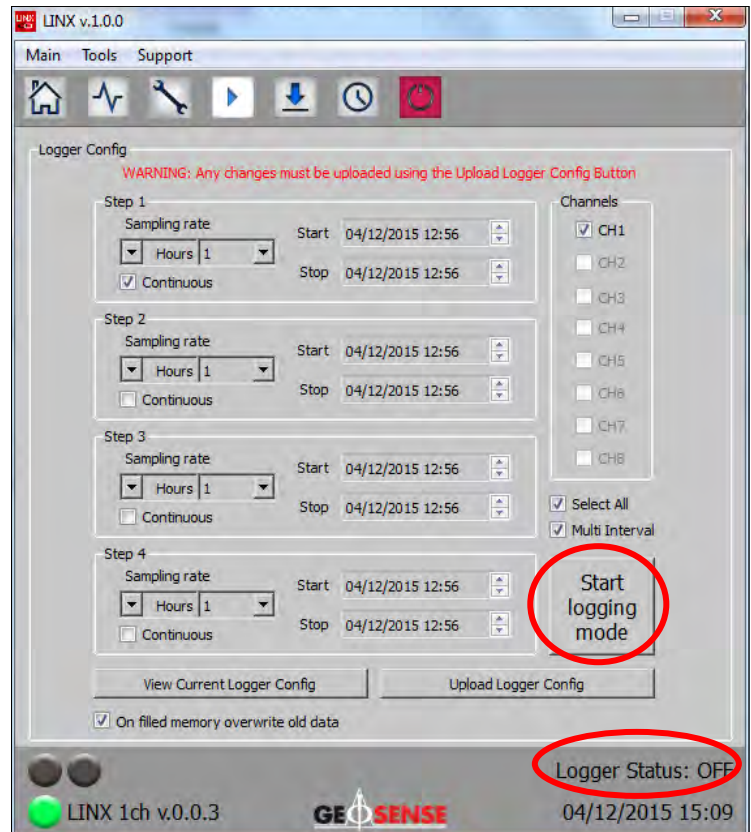 LINX v.1.0.0
Main Tools Support
Logger Config
WARNING: Any changes must be uploaded using the Upload Logger Config Button
Step 1
Sampling rate
Hours 1
Continuous
Start 04/12/2015 12:56
Stop 04/12/2015 12:56
Step 2
Sampling rate
Hours 1
Continuous
Start 04/12/2015 12:56
Stop 04/12/2015 12:56
Step 3
Sampling rate
Hours 1
Continuous
Start 04/12/2015 12:56
Stop 04/12/2015 12:56
Step 4
Sampling rate
Hours 1
Continuous
Start 04/12/2015 12:56
Stop 04/12/2015 12:56
Channels
CH1
CH2
CH3
CH4
CH5
CH6
CH7
CH8
Select All
Multi Interval
Start
logging
mode
View Current Logger Config
Upload Logger Config
On filled memory overwrite old data
Logger Status: OFF
LINX 1ch v.0.0.3
GEOSENSE
04/12/2015 15:09